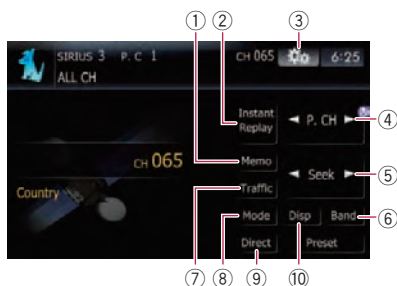 ① ② ③
SIRIUS 3 P. C 1 CH 065 6:25
ALL CH
Instant Replay
◄ P. CH ►
④
CH 065
Memo
◄ Seek ►
⑤
Country
Traffic
Mode Disp Band
⑥
Direct Preset
⑦ ⑧ ⑨ ⑩